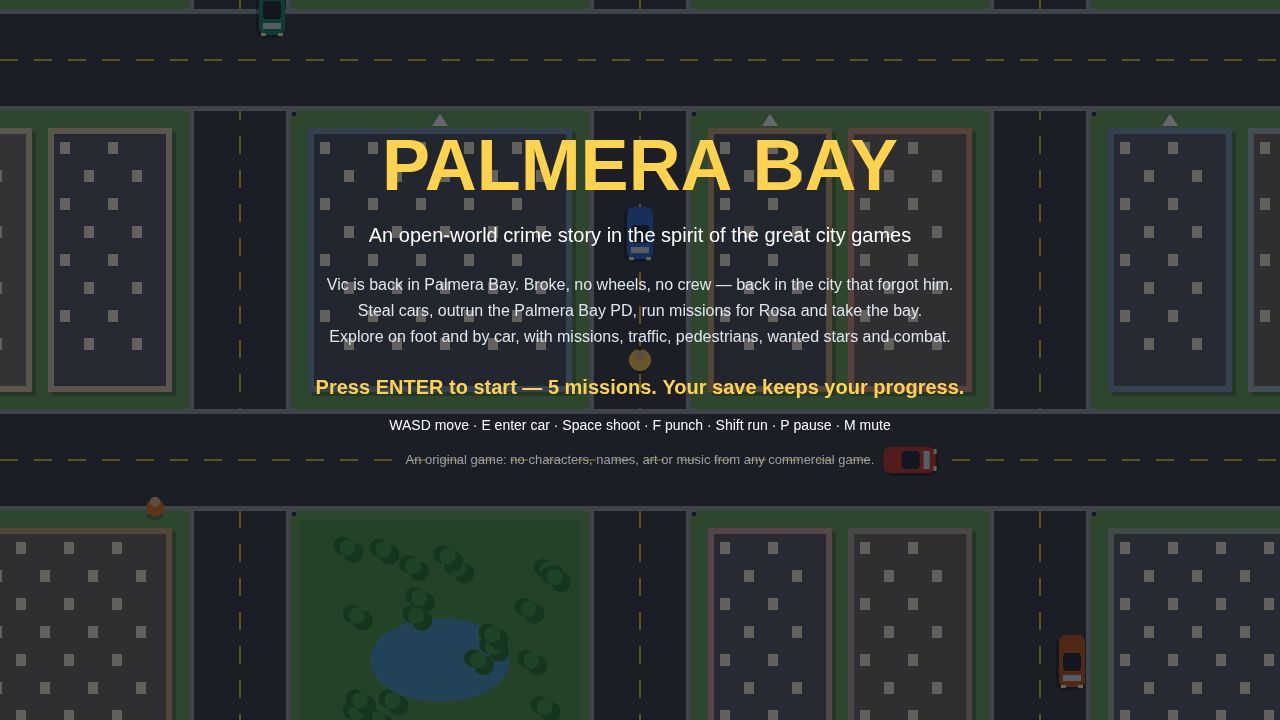 PALMERA BAY
An open-world crime story in the spirit of the great city games
Vic is back in Palmera Bay. Broke, no wheels, no crew — back in the city that forgot him.
Steal cars, outrun the Palmera Bay PD, run missions for Rosa and take the bay.
Explore on foot and by car, with missions, traffic, pedestrians, wanted stars and combat.
Press ENTER to start — 5 missions. Your save keeps your progress.
WASD move · E enter car · Space shoot · F punch · Shift run · P pause · M mute
An original game: no characters, names, art or music from any commercial game.